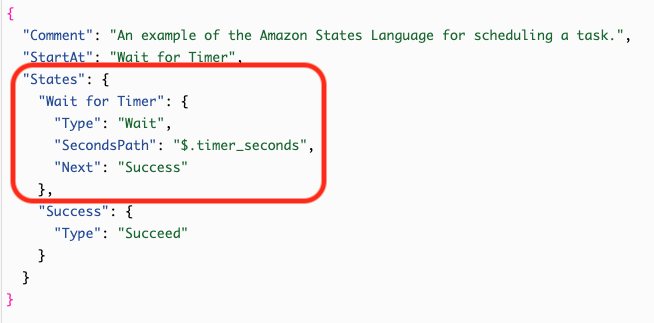 {
"Comment": "An example of the Amazon States Language for scheduling a task.",
"StartAt": "Wait for Timer",
"States": {
"Wait for Timer": {
"Type": "Wait",
"SecondsPath": "$.timer_seconds",
"Next": "Success"
},
"Success": {
"Type": "Succeed"
}
}
}